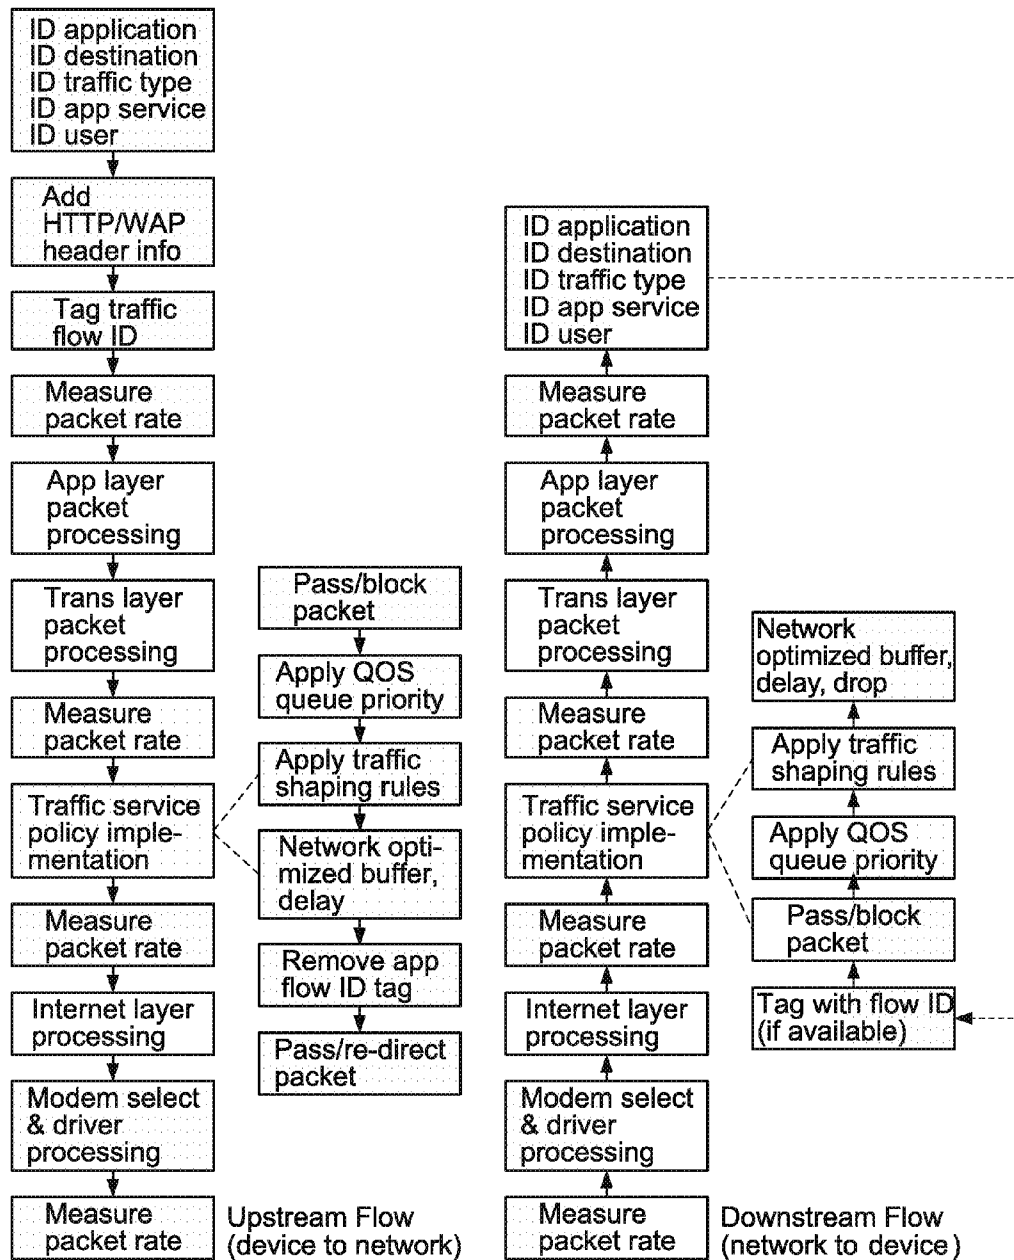 ID application
ID destination
ID traffic type
ID app service
ID user
Add
HTTP/WAP
header info
Tag traffic
flow ID
Measure
packet rate
App layer
packet
processing
Trans layer
packet
processing
Measure
packet rate
Traffic service
policy imple-
mentation
Measure
packet rate
Internet layer
processing
Modem select
& driver
processing
Measure
packet rate
Pass/block
packet
Apply QOS
queue priority
Apply traffic
shaping rules
Network opti-
mized buffer,
delay
Remove app
flow ID tag
Pass/re-direct
packet
Upstream Flow
(device to network)
ID application
ID destination
ID traffic type
ID app service
ID user
Measure
packet rate
App layer
packet
processing
Trans layer
packet
processing
Measure
packet rate
Traffic service
policy imple-
mentation
Measure
packet rate
Internet layer
processing
Modem select
& driver
processing
Measure
packet rate
Network
optimized buffer,
delay, drop
Apply traffic
shaping rules
Apply QOS
queue priority
Pass/block
packet
Tag with flow ID
(if available)
Downstream Flow
(network to device)